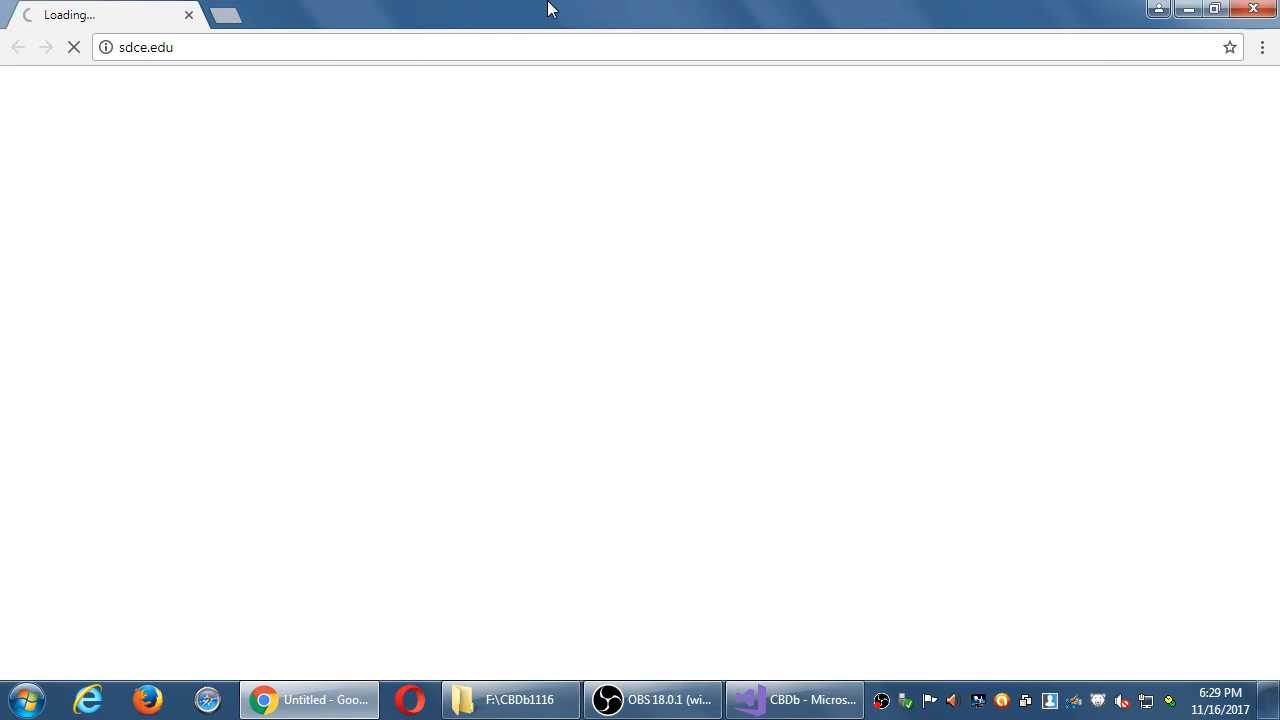 Loading...
sdce.edu
Untitled - Goo...
F:\CBDb1116
OBS 18.0.1 (wi...
CBDb - Micros...
6:29 PM
11/16/2017